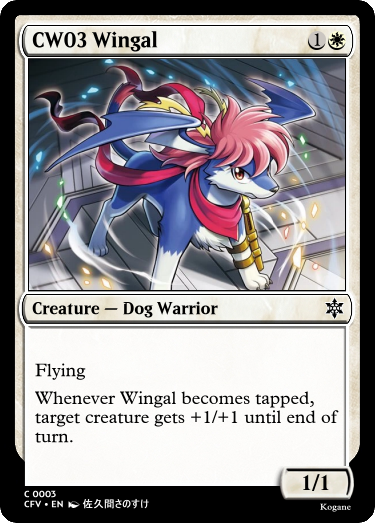 CW03 Wingal 1
Creature — Dog Warrior
Flying
Whenever Wingal becomes tapped,
target creature gets +1/+1 until end of
turn.
1/1
C 0003
CFV • EN 佐久間さのすけ
Kogane